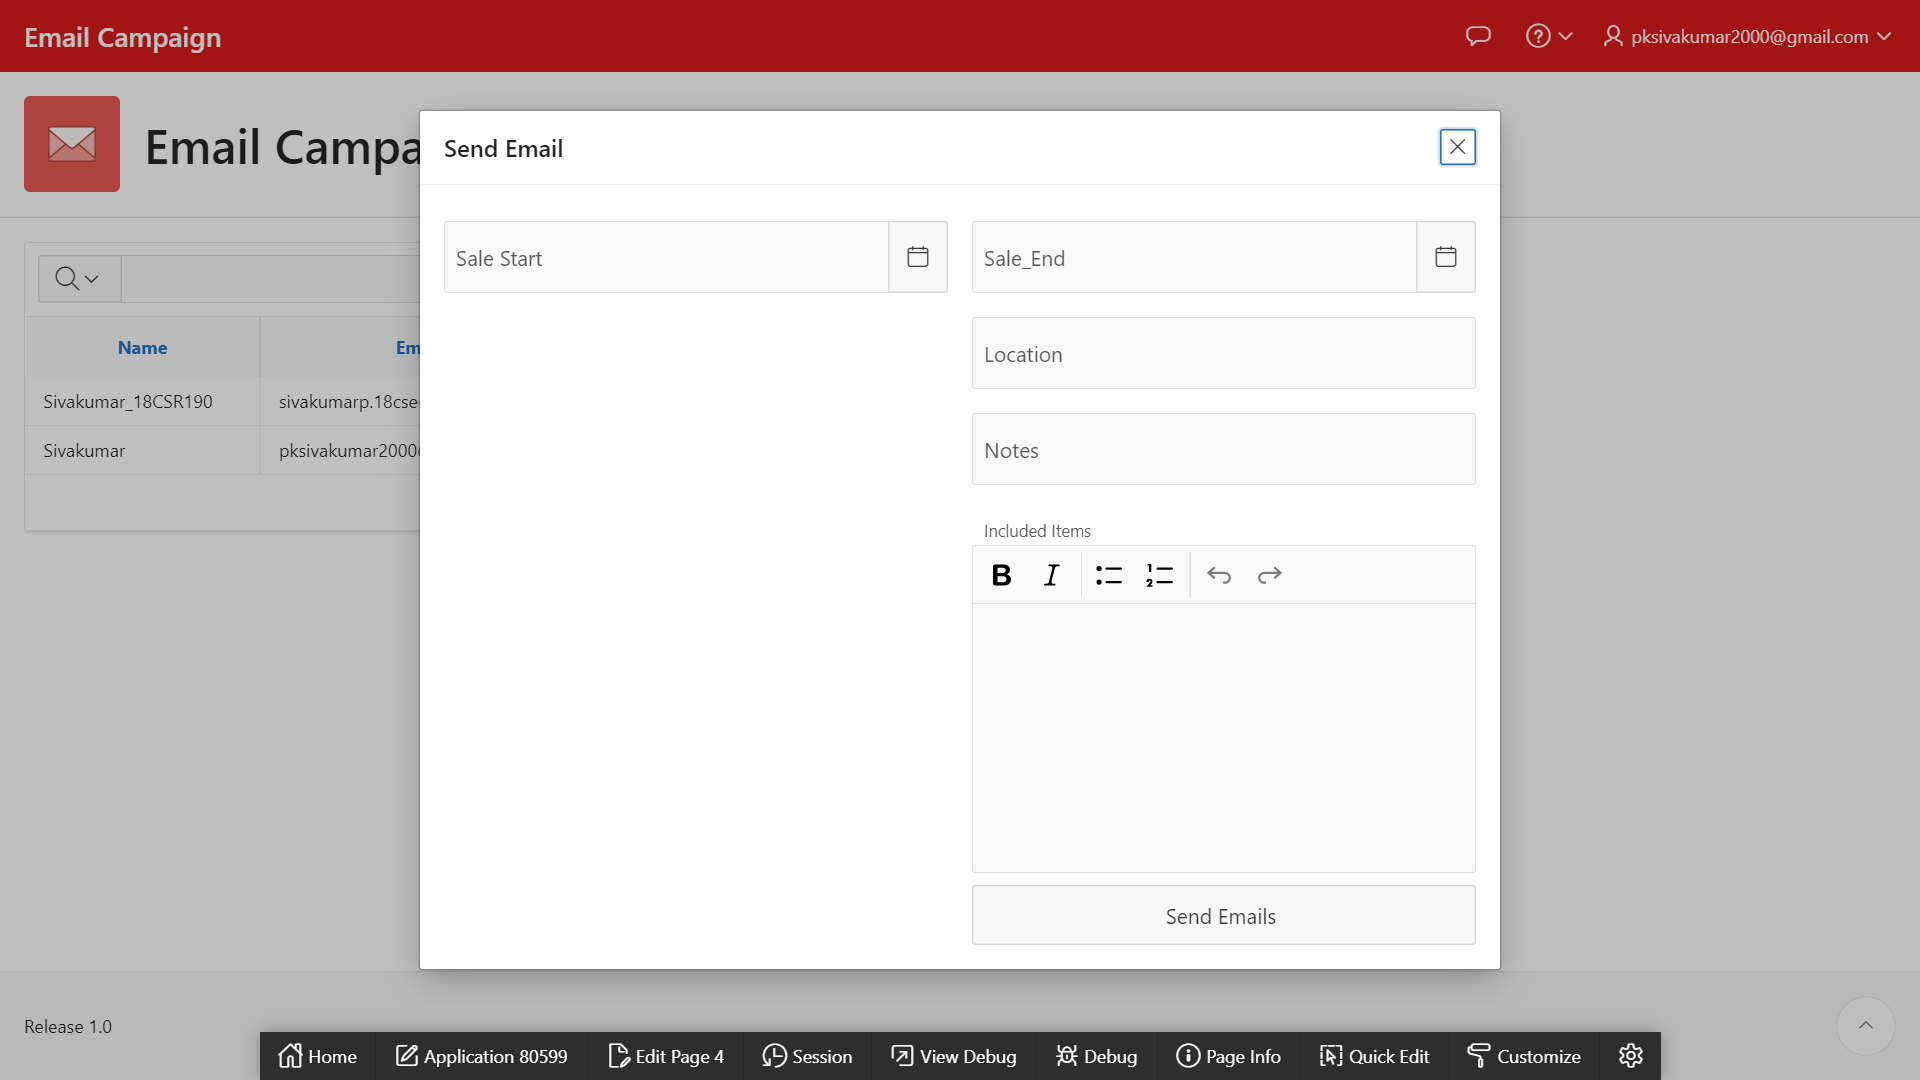 Email Campaign
pksivakumar2000@gmail.com
Email Campa
Send Email
Sale Start
Sale_End
Name
Em
Location
Sivakumar_18CSR190
sivakumarp.18cse
Sivakumar
pksivakumar2000
Notes
Included Items
B I
Send Emails
Release 1.0
Home
Application 80599
Edit Page 4
Session
View Debug
Debug
Page Info
Quick Edit
Customize